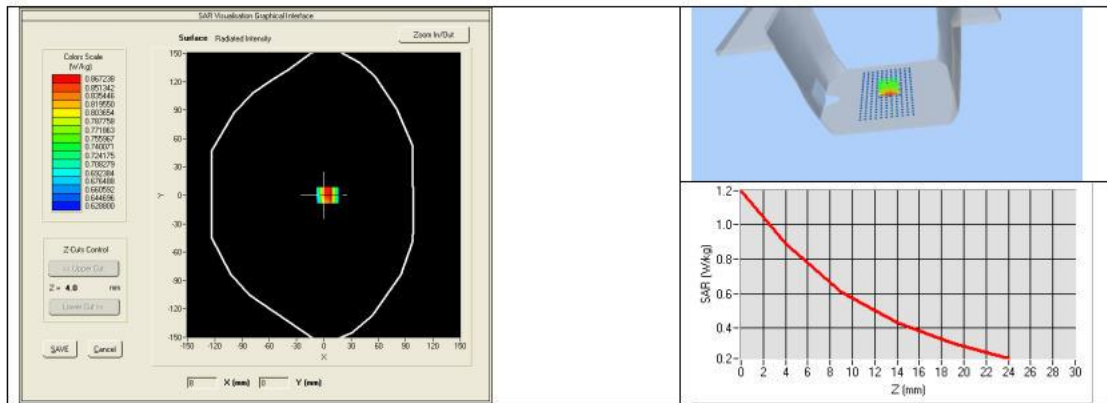 SAR Visualisation Graphical Interface
Surface Radiated Intensity
Zoom In/Out
Colors Scale
(W/kg)
0.867238
0.851342
0.835446
0.819550
0.803654
0.787758
0.771863
0.755967
0.740071
0.724175
0.708279
0.692384
0.676488
0.660592
0.644696
0.628800
Z-Cuts Control
<< Upper Cut
Z = 4.0 mm
Lower Cut >>
SAVE Cancel
150
120
90
60
30
0
-30
-60
-90
-120
-150
Y
-150 -120 -90 -60 -30 0 30 60 90 120 150
X
8 X (mm) 0 Y (mm)
SAR (W/kg)
1.2
1.0
0.8
0.6
0.4
0.2
0 2 4 6 8 10 12 14 16 18 20 22 24 26 28 30
Z (mm)